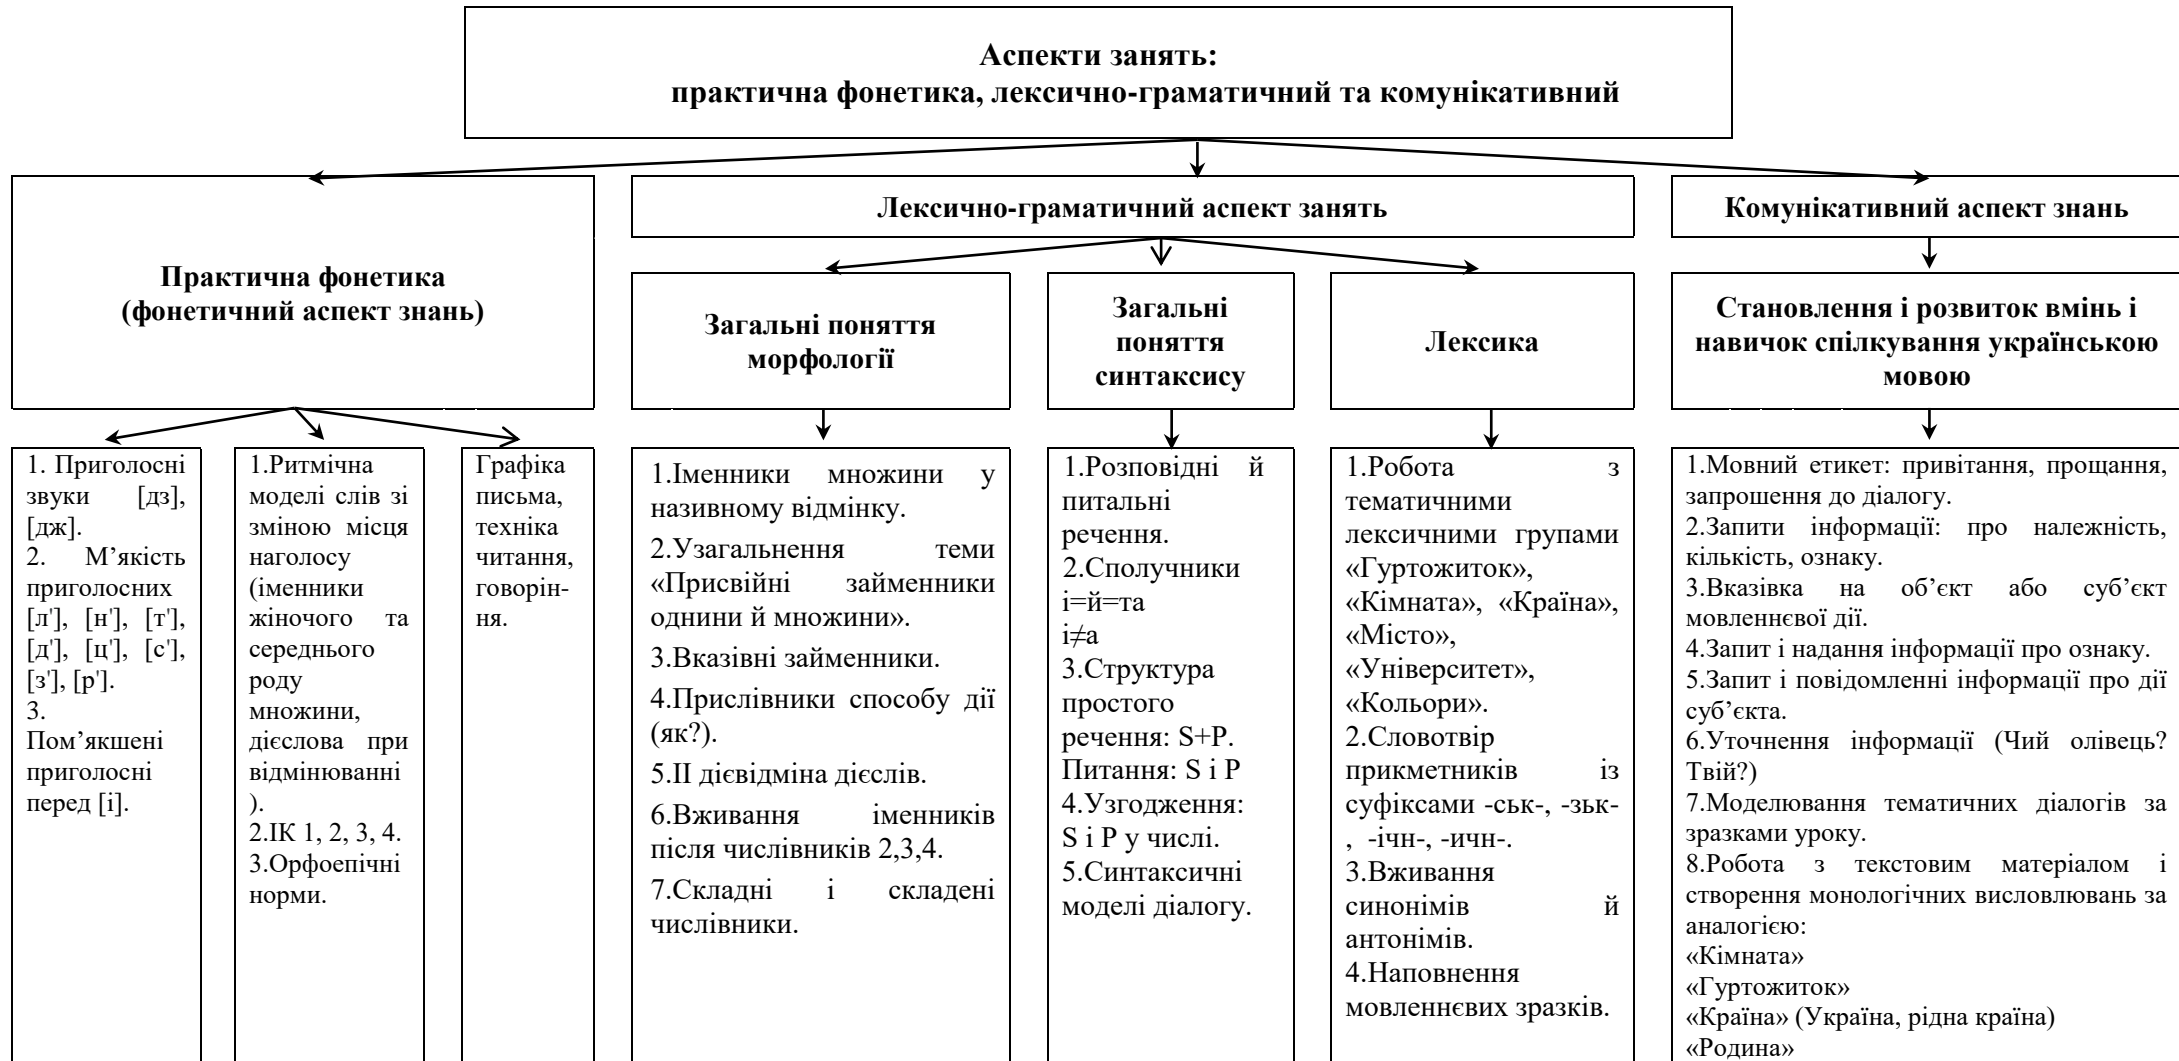 Аспекти занять:
практична фонетика, лексично-граматичний та комунікативний
Практична фонетика
(фонетичний аспект знань)
Лексично-граматичний аспект занять
Комунікативний аспект знань
Загальні поняття
морфології
Загальні
поняття
синтаксису
Лексика
Становлення і розвиток вмінь і
навичок спілкування українською
мовою
1. Приголосні
звуки [дз],
[дж].
2. М’якість
приголосних
[л'], [н'], [т'],
[д'], [ц'], [с'],
[з'], [р'].
3.
Пом’якшені
приголосні
перед [і].
1.Ритмічна
моделі слів зі
зміною місця
наголосу
(іменники
жіночого та
середнього
роду
множини,
дієслова при
відмінюванні
).
2.ІК 1, 2, 3, 4.
3.Орфоепічні
норми.
Графіка
письма,
техніка
читання,
говорін-
ня.
1.Іменники множини у
називному відмінку.
2.Узагальнення теми
«Присвійні займенники
однини й множини».
3.Вказівні займенники.
4.Прислівники способу дії
(як?).
5.ІІ дієвідміна дієслів.
6.Вживання іменників
після числівників 2,3,4.
7.Складні і складені
числівники.
1.Розповідні й
питальні
речення.
2.Сполучники
і=й=та
і≠а
3.Структура
простого
речення: S+P.
Питання: S і P
4.Узгодження:
S і P у числі.
5.Синтаксичні
моделі діалогу.
1.Робота з
тематичними
лексичними групами
«Гуртожиток»,
«Кімната», «Країна»,
«Місто»,
«Університет»,
«Кольори».
2.Словотвір
прикметників із
суфіксами -ськ-, -зьк-
, -ічн-, -ичн-.
3.Вживання
синонімів й
антонімів.
4.Наповнення
мовленнєвих зразків.
1.Мовний етикет: привітання, прощання,
запрошення до діалогу.
2.Запити інформації: про належність,
кількість, ознаку.
3.Вказівка на об’єкт або суб’єкт
мовленнєвої дії.
4.Запит і надання інформації про ознаку.
5.Запит і повідомленні інформації про дії
суб’єкта.
6.Уточнення інформації (Чий олівець?
Твій?)
7.Моделювання тематичних діалогів за
зразками уроку.
8.Робота з текстовим матеріалом і
створення монологічних висловлювань за
аналогією:
«Кімната»
«Гуртожиток»
«Країна» (Україна, рідна країна)
«Родина»